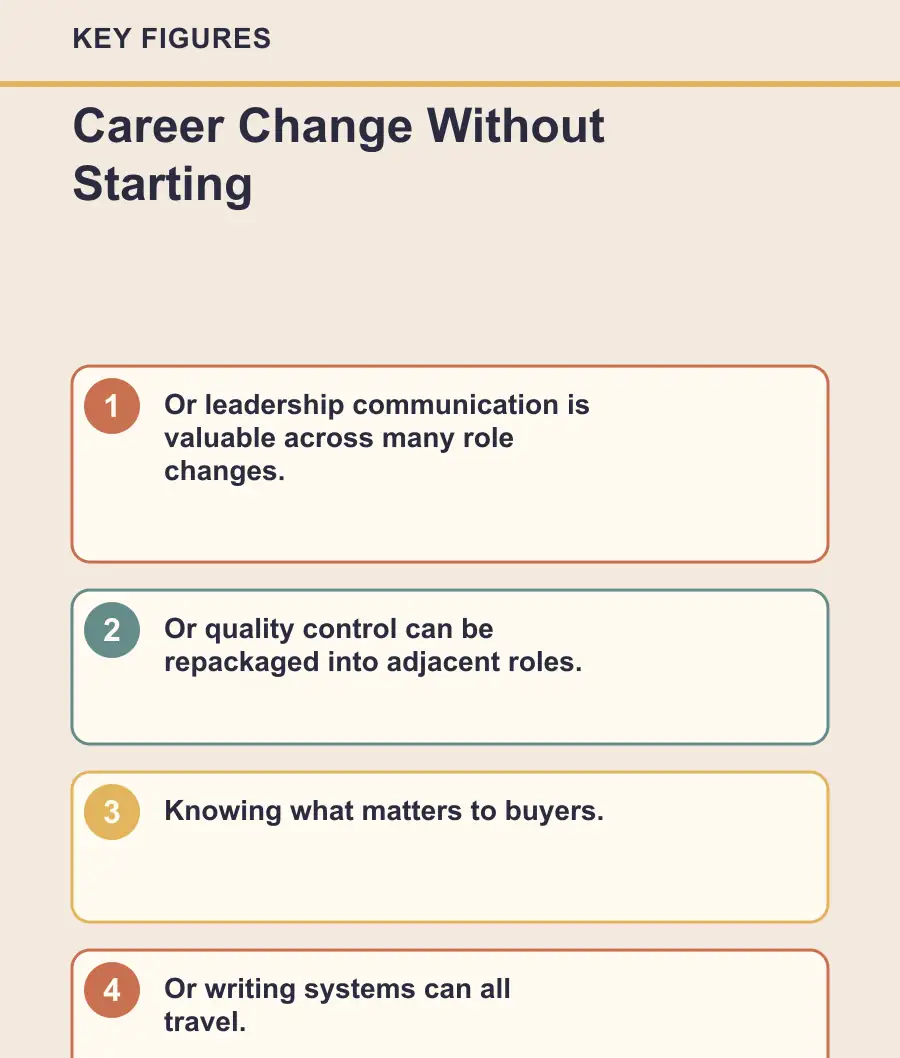 KEY FIGURES
Career Change Without
Starting
1
Or leadership communication is
valuable across many role
changes.
2
Or quality control can be
repackaged into adjacent roles.
3
Knowing what matters to buyers.
4
Or writing systems can all
travel.